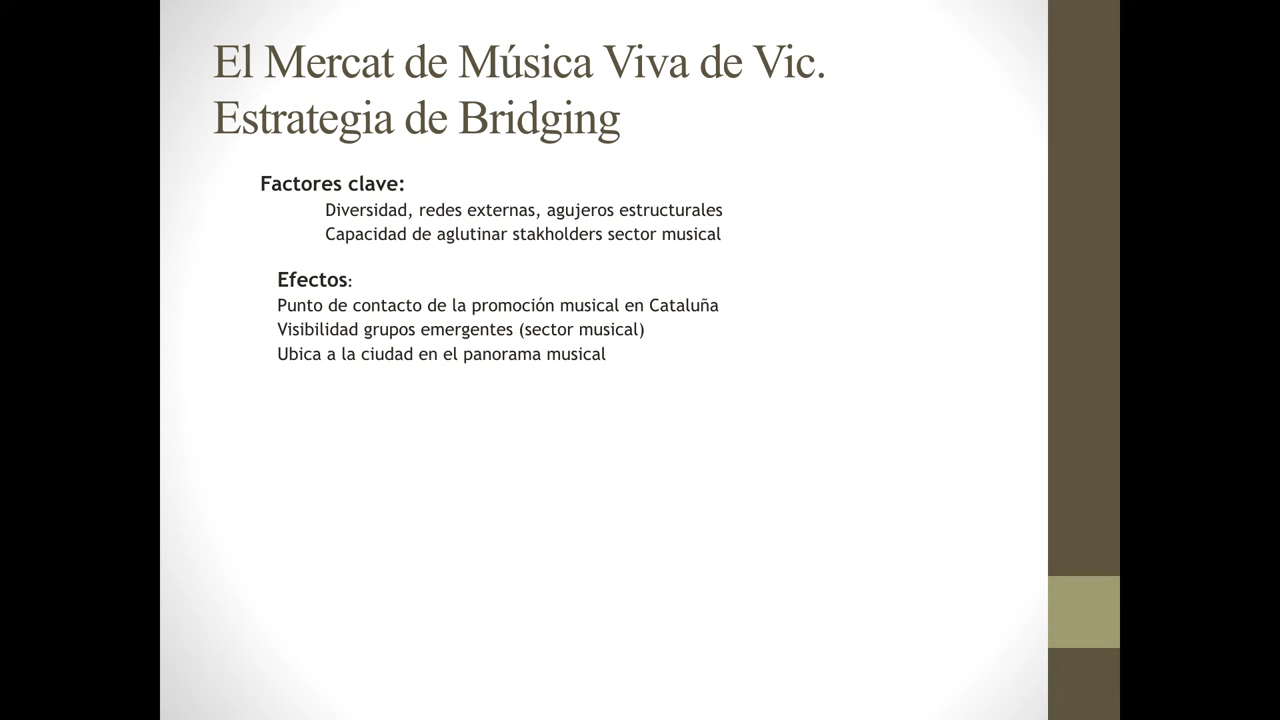 El Mercat de Música Viva de Vic.
Estrategia de Bridging
Factores clave:
Diversidad, redes externas, agujeros estructurales
Capacidad de aglutinar stakholders sector musical
Efectos:
Punto de contacto de la promoción musical en Cataluña
Visibilidad grupos emergentes (sector musical)
Ubica a la ciudad en el panorama musical